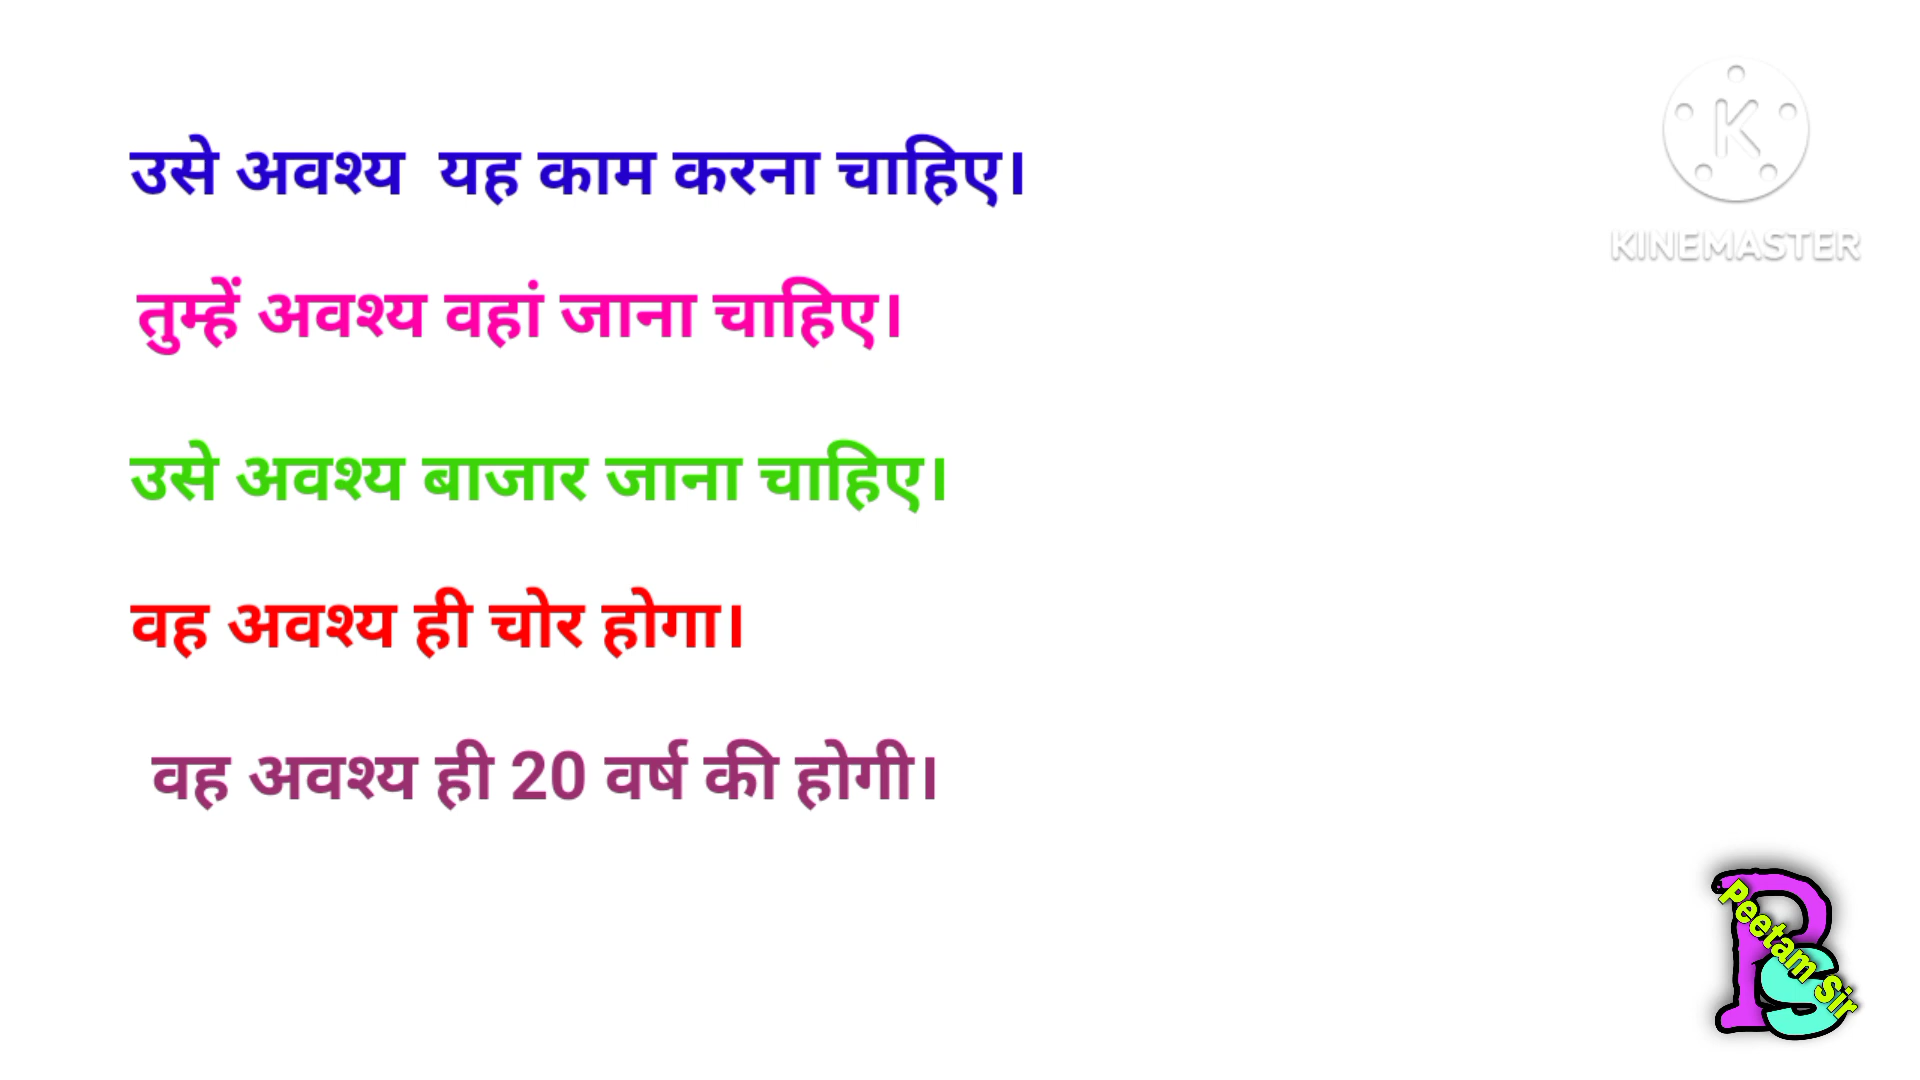 उसे अवश्य  यह काम करना चाहिए।
KINEMASTER
तुम्हें अवश्य वहां जाना चाहिए।
उसे अवश्य बाजार जाना चाहिए।
वह अवश्य ही चोर होगा।
वह अवश्य ही 20 वर्ष की होगी।
Peetam Sir